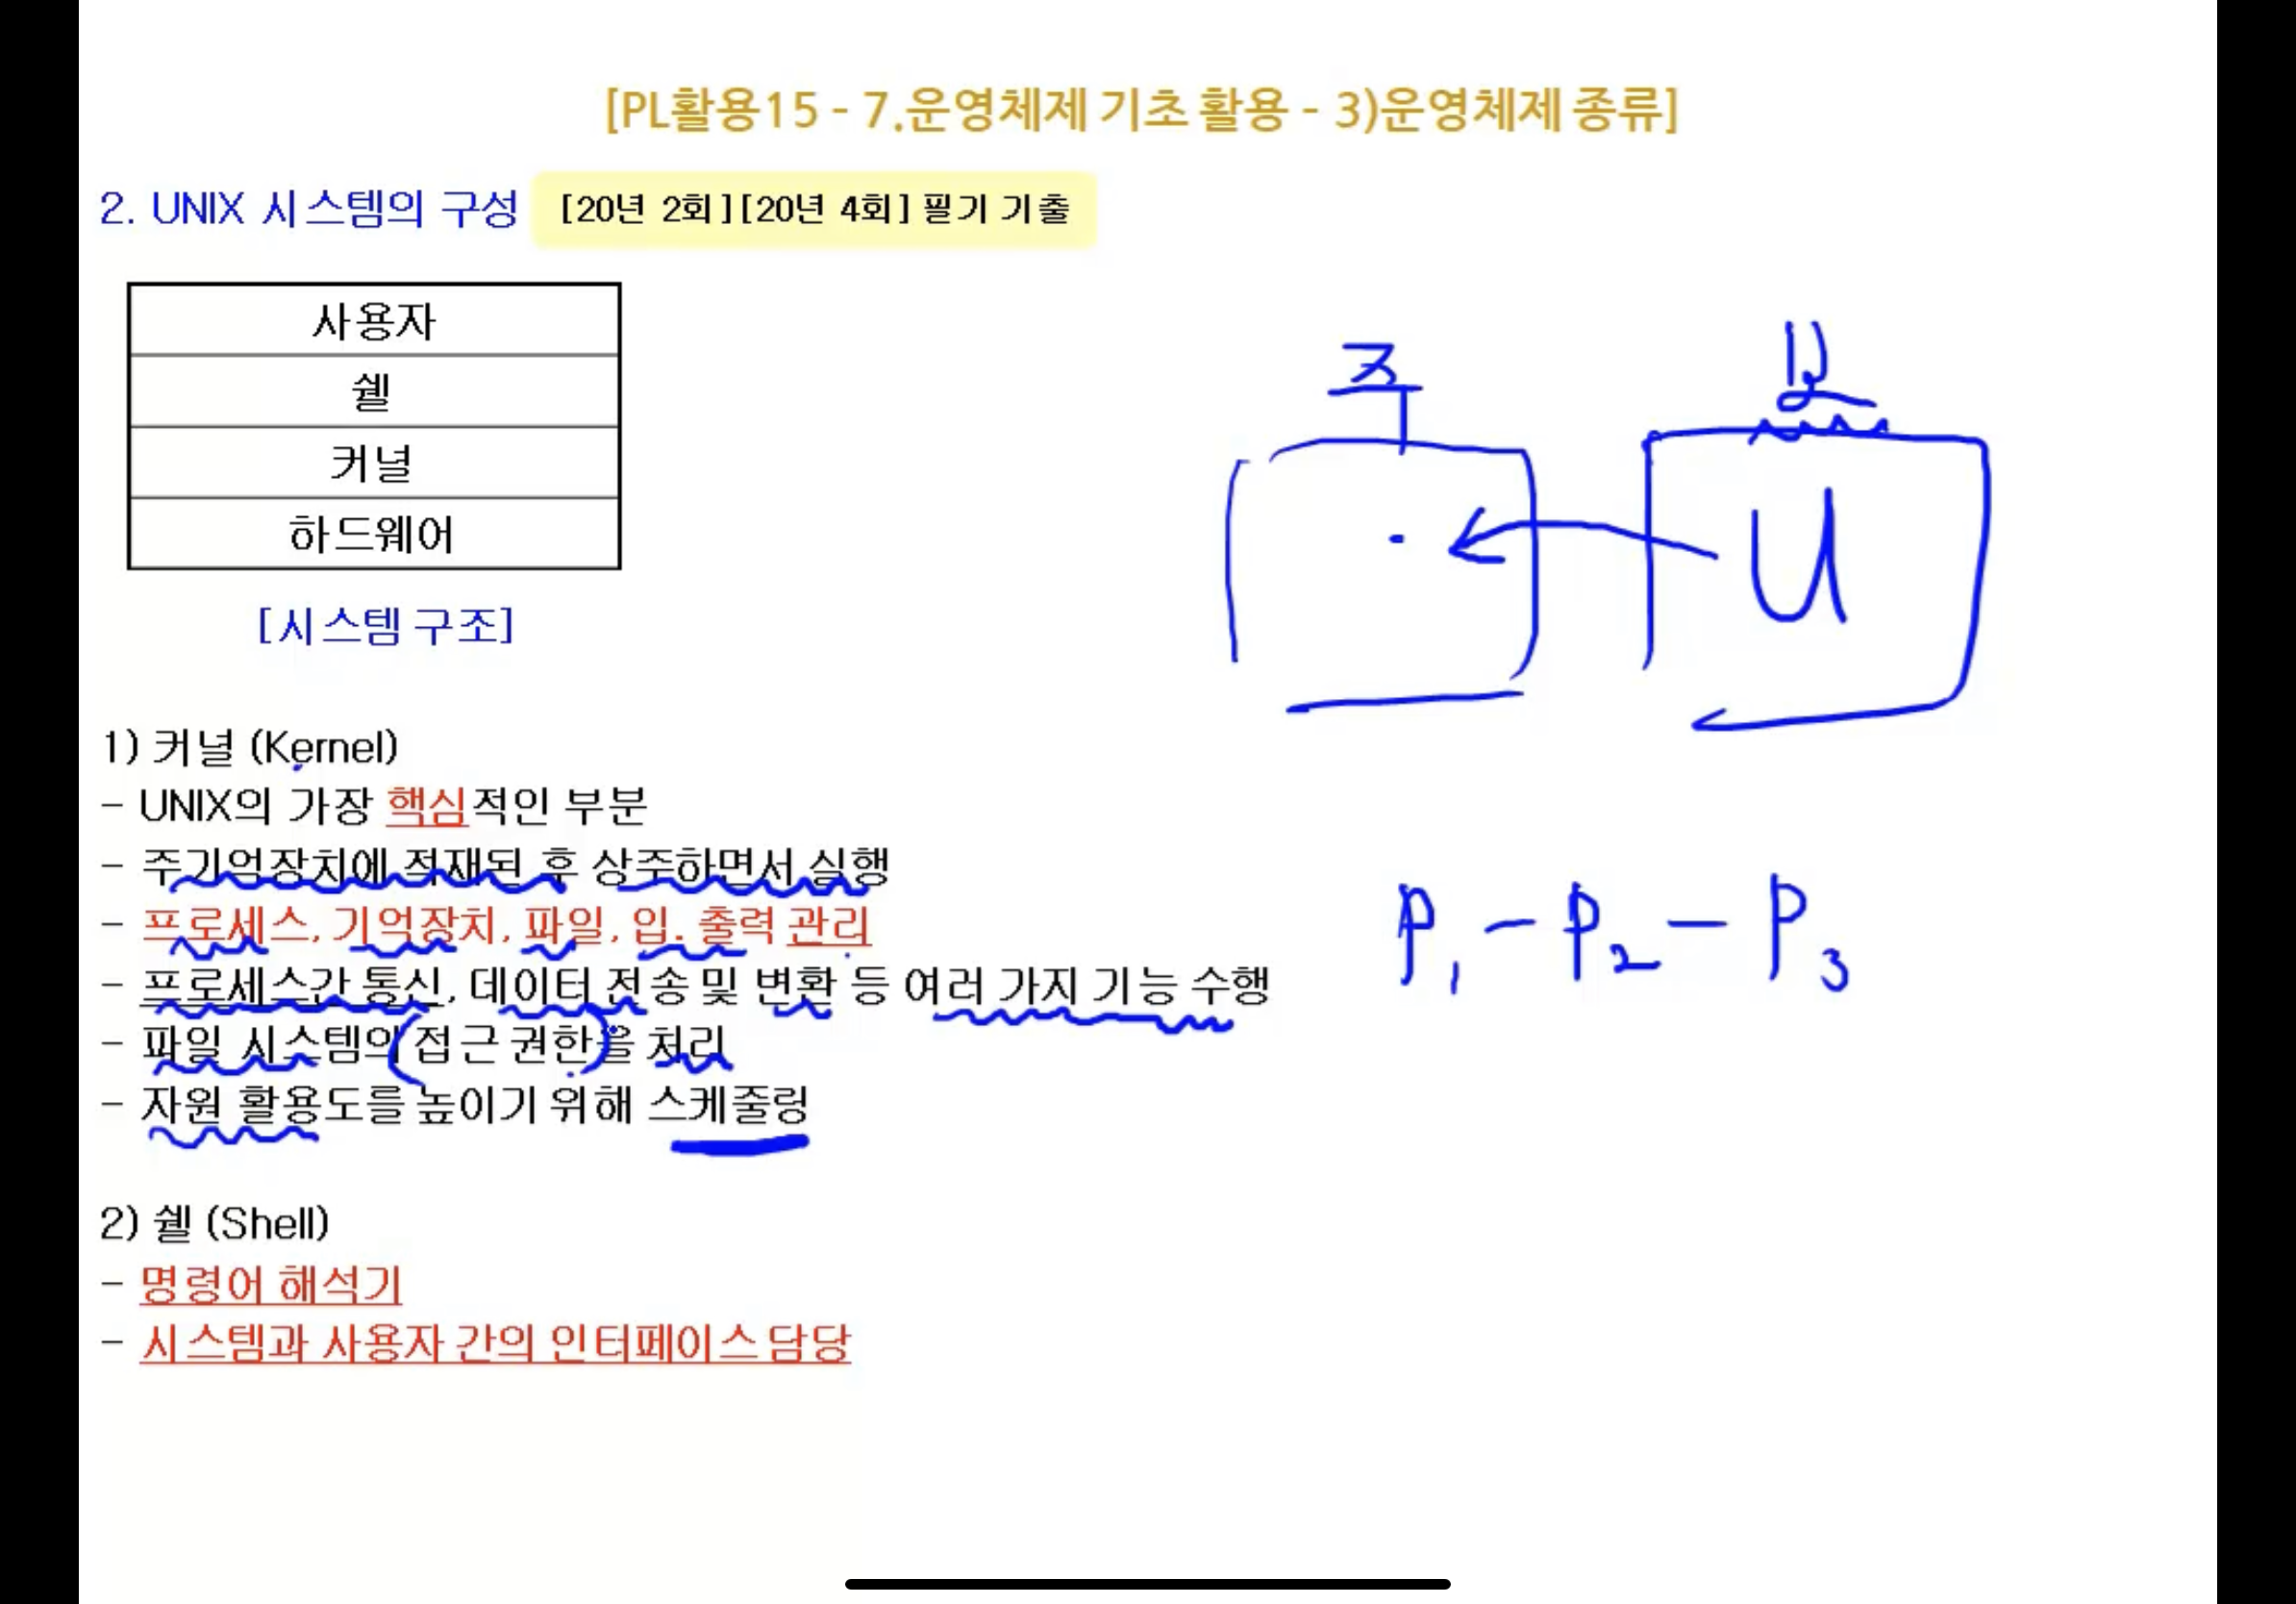 [PL활용15 - 7.운영체제 기초 활용 - 3)운영체제 종류]
2. UNIX 시스템의 구성 [20년 2회][20년 4회] 필기 기출
사용자
쉘
커널
하드웨어
[시스템 구조]
주
U
1) 커널 (Kernel)
- UNIX의 가장 핵심적인 부분
- 주기억장치에 적재된 후 상주하면서 실행
- 프로세스, 기억장치, 파일, 입. 출력 관리
- 프로세스간 통신, 데이터 전송 및 변환 등 여러 가지 기능 수행
- 파일 시스템의 (접근 권한)을 처리
- 자원 활용도를 높이기 위해 스케줄링
P1 - P2 - P3
2) 쉘 (Shell)
- 명령어 해석기
- 시스템과 사용자 간의 인터페이스 담당